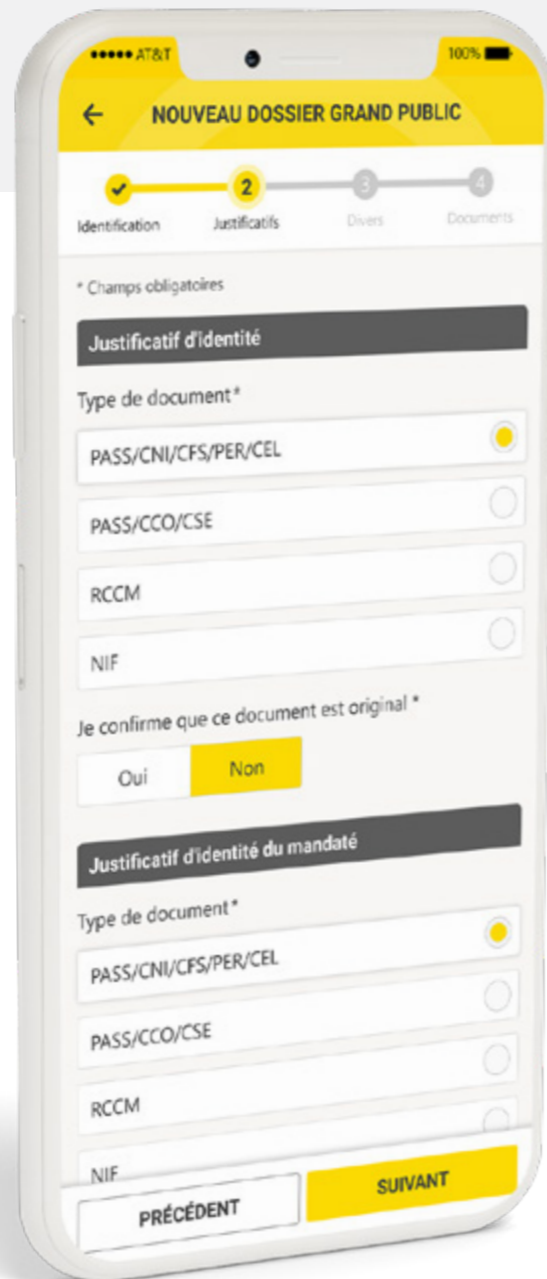 AT&T 100%
NOUVEAU DOSSIER GRAND PUBLIC
2 3 4
Identification Justificatifs Divers Documents
* Champs obligatoires
Justificatif d'identité
Type de document*
PASS/CNI/CFS/PER/CEL
PASS/CCO/CSE
RCCM
NIF
Je confirme que ce document est original *
Oui Non
Justificatif d'identité du mandaté
Type de document*
PASS/CNI/CFS/PER/CEL
PASS/CCO/CSE
RCCM
NIF
PRÉCÉDENT SUIVANT